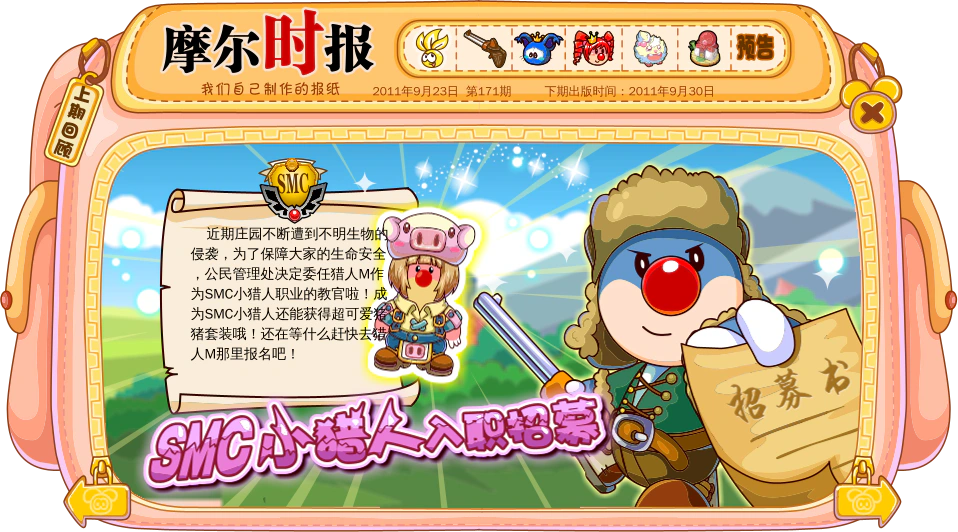 摩尔时报
预告
我们自己制作的报纸
2011年9月23日 第171期
下期出版时间：2011年9月30日
上期回顾
SMC
近期庄园不断遭到不明生物的
侵袭，为了保障大家的生命安全
，公民管理处决定委任猎人M作
为SMC小猎人职业的教官啦！成
为SMC小猎人还能获得超可爱猪
猪套装哦！还在等什么赶快去猎
人M那里报名吧！
招募书
SMC小猎人入职招募